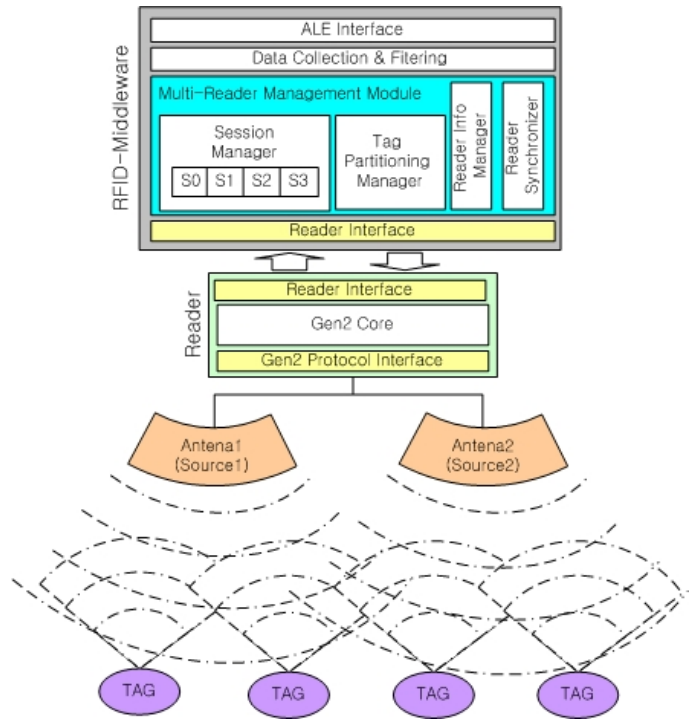 ALE Interface
Data Collection & Filtering
RFID-Middleware
Multi-Reader Management Module
Session
Manager
S0 S1 S2 S3
Tag
Partitioning
Manager
Reader Info
Manager
Reader
Synchronizer
Reader Interface
Reader
Reader Interface
Gen2 Core
Gen2 Protocol Interface
Antena1
(Source1)
Antena2
(Source2)
TAG TAG TAG TAG